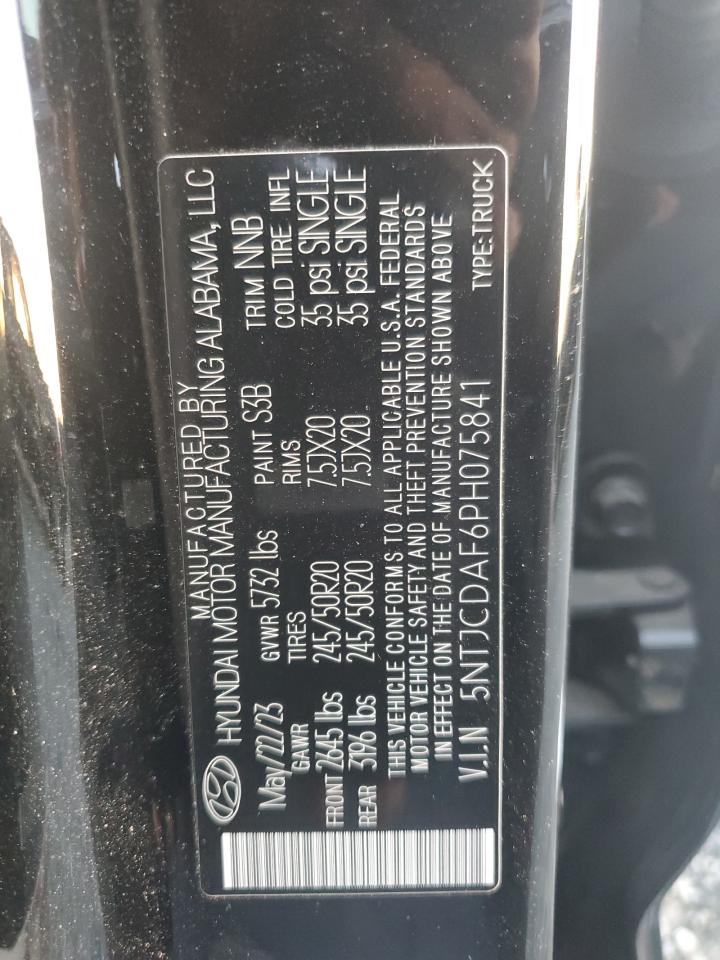 MANUFACTURED BY
HYUNDAI MOTOR MANUFACTURING ALABAMA, LLC
May/22/23 GVWR 5732 lbs PAINT S3B TRIM NNB
GAWR TIRES RIMS COLD TIRE INFL
FRONT 2645 lbs 245/50R20 7.5JX20 35 psi SINGLE
REAR 3196 lbs 245/50R20 7.5JX20 35 psi SINGLE
THIS VEHICLE CONFORMS TO ALL APPLICABLE U.S.A. FEDERAL
MOTOR VEHICLE SAFETY AND THEFT PREVENTION STANDARDS
IN EFFECT ON THE DATE OF MANUFACTURE SHOWN ABOVE
V.I.N 5NTJCDAF6PH075841 TYPE:TRUCK